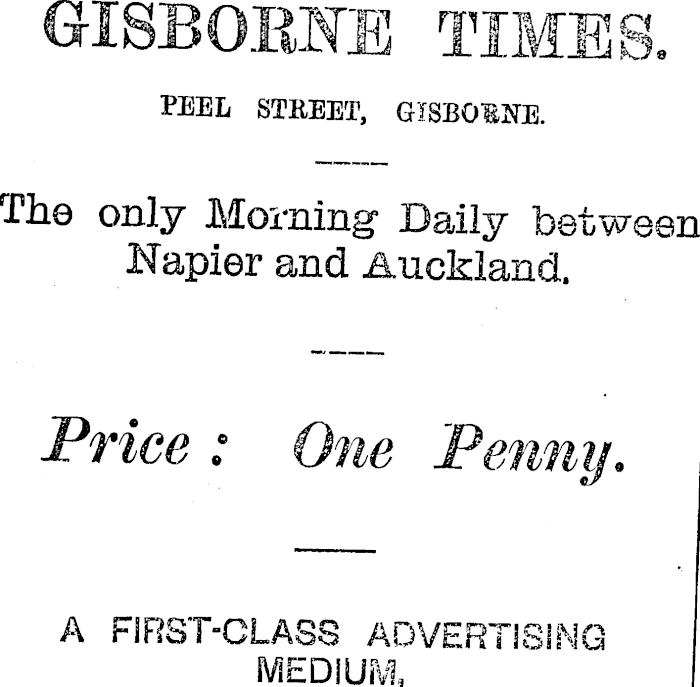 GISBORNE TIMES.
PEEL STREET, GISBORNE.
The only Morning Daily between
Napier and Auckland.
Price : One Penny.
A FIRST-CLASS ADVERTISING
MEDIUM,